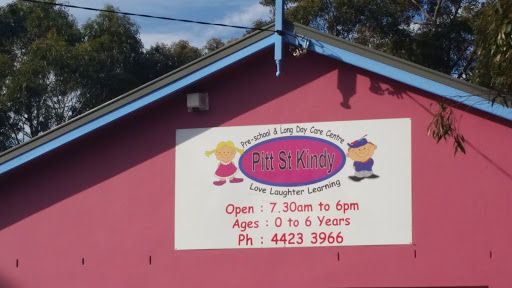 Pre-school & Long Day Care Centre
Pitt St Kindy
Love Laughter Learning
Open : 7.30am to 6pm
Ages : 0 to 6 Years
Ph : 4423 3966